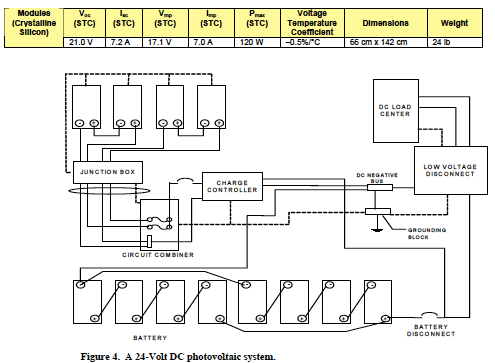 Modules (Crystalline Silicon) Voc (STC) Isc (STC) Vmp (STC) Imp (STC) Pmax (STC) Voltage Temperature Coefficient Dimensions Weight
21.0 V 7.2 A 17.1 V 7.0 A 120 W –0.5%/°C 66 cm x 142 cm 24 lb
DC LOAD CENTER
JUNCTION BOX
CHARGE CONTROLLER
DC NEGATIVE BUS
LOW VOLTAGE DISCONNECT
GROUNDING BLOCK
CIRCUIT COMBINER
BATTERY
BATTERY DISCONNECT
Figure 4. A 24-Volt DC photovoltaic system.